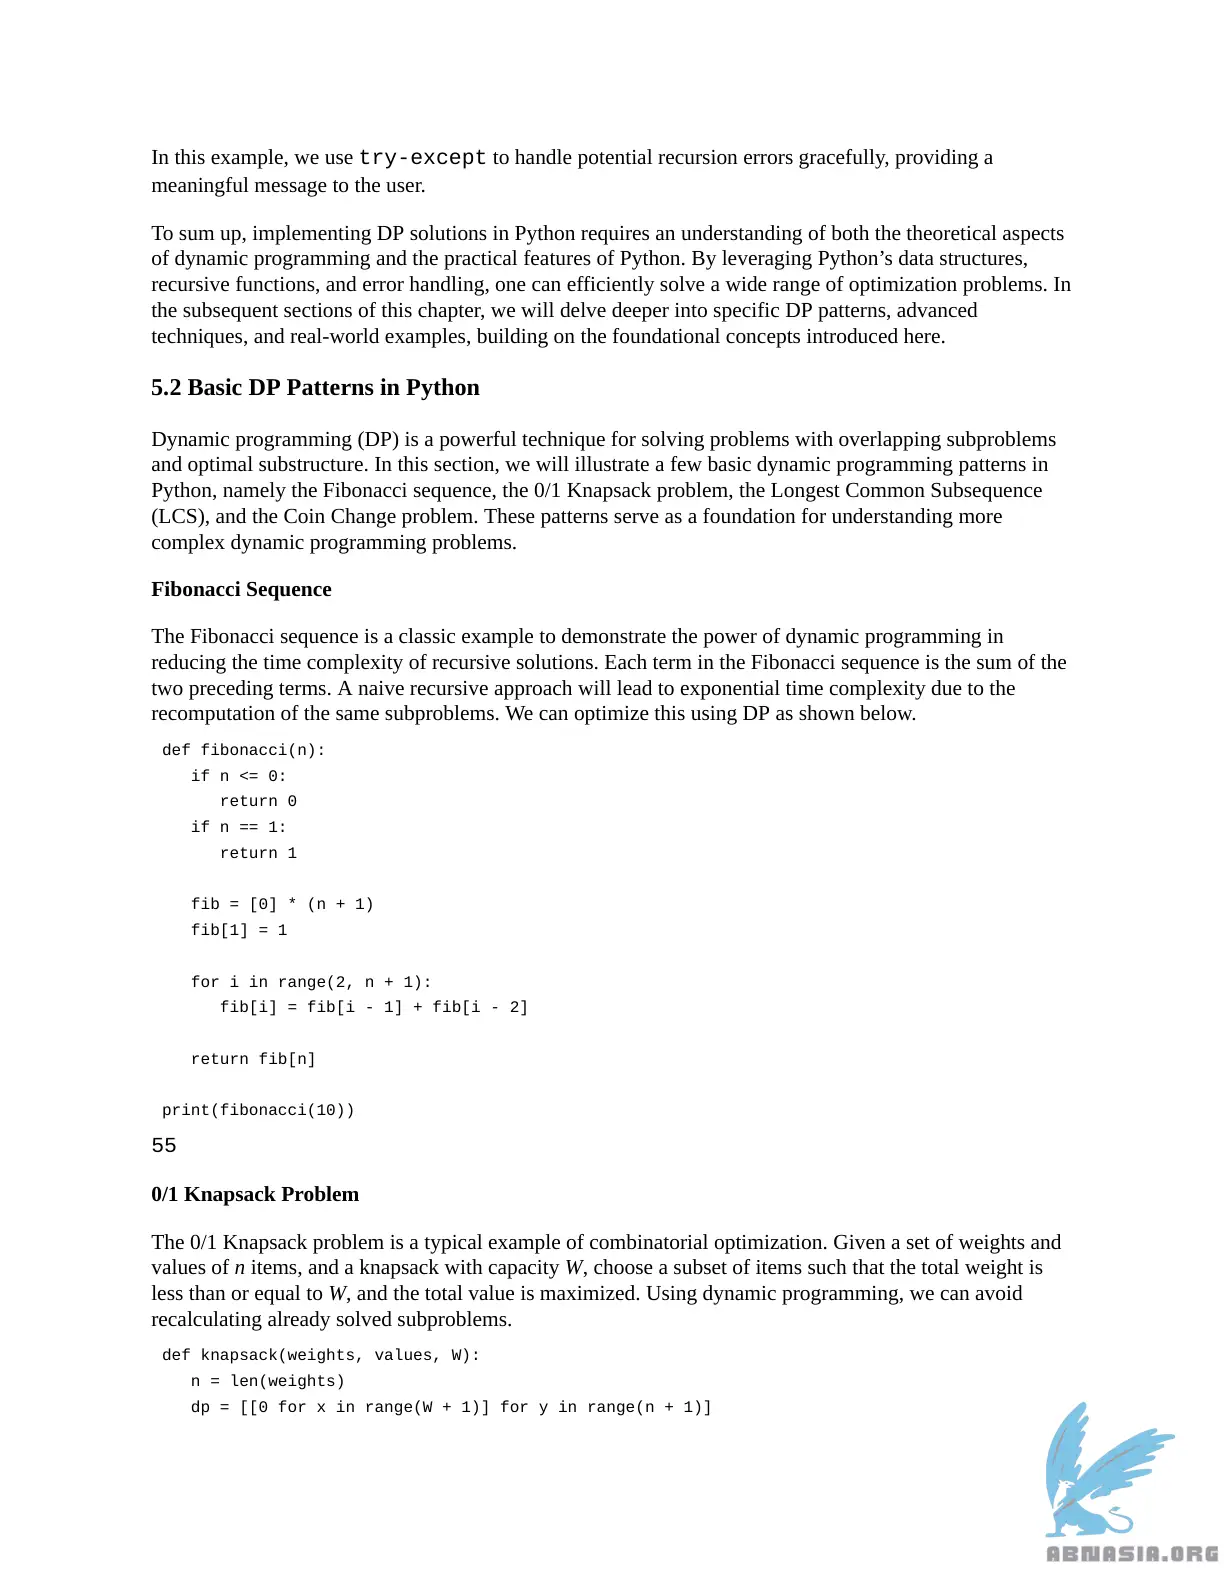 In this example, we use try-except to handle potential recursion errors gracefully, providing a
meaningful message to the user.
To sum up, implementing DP solutions in Python requires an understanding of both the theoretical aspects
of dynamic programming and the practical features of Python. By leveraging Python’s data structures,
recursive functions, and error handling, one can efficiently solve a wide range of optimization problems. In
the subsequent sections of this chapter, we will delve deeper into specific DP patterns, advanced
techniques, and real-world examples, building on the foundational concepts introduced here.
5.2 Basic DP Patterns in Python
Dynamic programming (DP) is a powerful technique for solving problems with overlapping subproblems
and optimal substructure. In this section, we will illustrate a few basic dynamic programming patterns in
Python, namely the Fibonacci sequence, the 0/1 Knapsack problem, the Longest Common Subsequence
(LCS), and the Coin Change problem. These patterns serve as a foundation for understanding more
complex dynamic programming problems.
Fibonacci Sequence
The Fibonacci sequence is a classic example to demonstrate the power of dynamic programming in
reducing the time complexity of recursive solutions. Each term in the Fibonacci sequence is the sum of the
two preceding terms. A naive recursive approach will lead to exponential time complexity due to the
recomputation of the same subproblems. We can optimize this using DP as shown below.
def fibonacci(n):
   if n <= 0:
      return 0
   if n == 1:
      return 1
   fib = [0] * (n + 1)
   fib[1] = 1
   for i in range(2, n + 1):
      fib[i] = fib[i - 1] + fib[i - 2]
   return fib[n]
print(fibonacci(10))
55
0/1 Knapsack Problem
The 0/1 Knapsack problem is a typical example of combinatorial optimization. Given a set of weights and
values of n items, and a knapsack with capacity W, choose a subset of items such that the total weight is
less than or equal to W, and the total value is maximized. Using dynamic programming, we can avoid
recalculating already solved subproblems.
def knapsack(weights, values, W):
   n = len(weights)
   dp = [[0 for x in range(W + 1)] for y in range(n + 1)]
ABNASIA.ORG